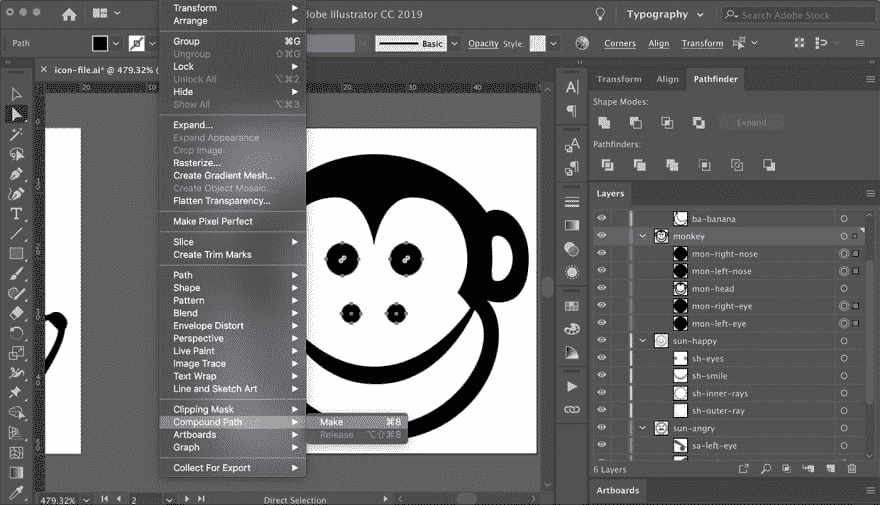 Adobe Illustrator CC 2019
Typography
Search Adobe Stock
Path
Basic
Opacity
Style:
Corners
Align
Transform
icon-file.ai* @ 479.32% (
Transform
Arrange
Group ⌘G
Ungroup ⇧⌘G
Lock
Unlock All ⌥⌘2
Hide
Show All ⌥⌘3
Expand...
Expand Appearance
Crop Image
Rasterize...
Create Gradient Mesh...
Create Object Mosaic...
Flatten Transparency...
Make Pixel Perfect
Slice
Create Trim Marks
Path
Shape
Pattern
Blend
Envelope Distort
Perspective
Live Paint
Image Trace
Text Wrap
Line and Sketch Art
Clipping Mask
Compound Path
Make ⌘8
Release ⌥⇧⌘8
Artboards
Graph
Collect For Export
20 10
20 30 40
Transform Align Pathfinder
Shape Modes:
Expand
Pathfinders:
Layers
ba-banana
monkey
mon-right-nose
mon-left-nose
mon-head
mon-right-eye
mon-left-eye
sun-happy
sh-eyes
sh-smile
sh-inner-rays
sh-outer-ray
sun-angry
sa-left-eye
6 Layers
Artboards
479.32% 2 Direct Selection